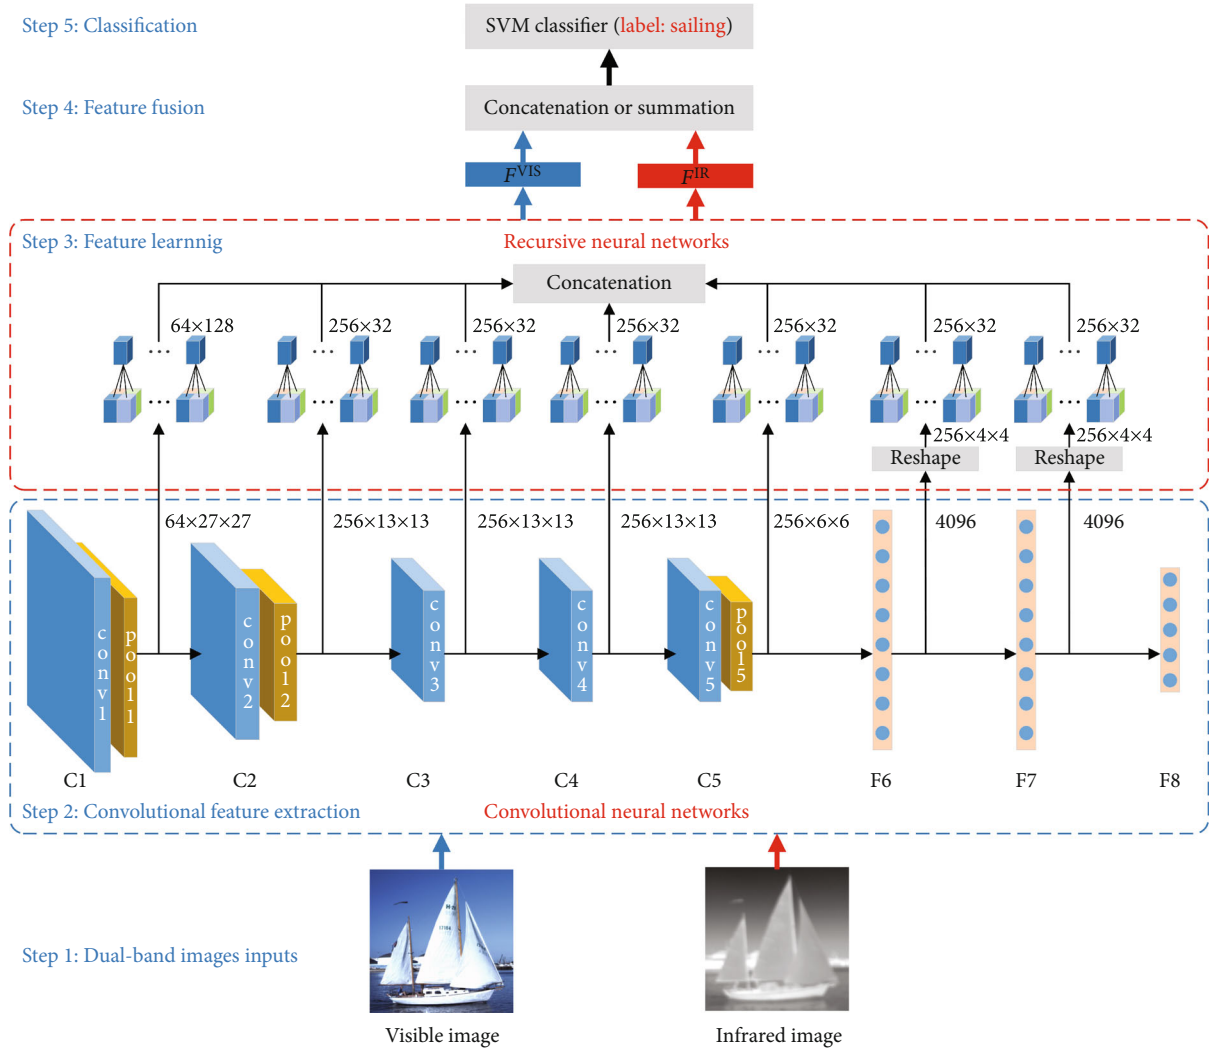 Step 5: Classification
SVM classifier (label: sailing)
Step 4: Feature fusion
Concatenation or summation
F^VIS
F^IR
Step 3: Feature learnnig
Recursive neural networks
Concatenation
64×128
256×32
256×32
256×32
256×32
256×32
256×32
... ... ... ... ... ... ...
... ... ... ... ... ... ...
256×4×4
256×4×4
Reshape
Reshape
64×27×27
256×13×13
256×13×13
256×13×13
256×6×6
4096
4096
conv1
pool1
conv2
pool2
conv3
conv4
conv5
pool5
C1
C2
C3
C4
C5
F6
F7
F8
Step 2: Convolutional feature extraction
Convolutional neural networks
Step 1: Dual-band images inputs
Visible image
Infrared image